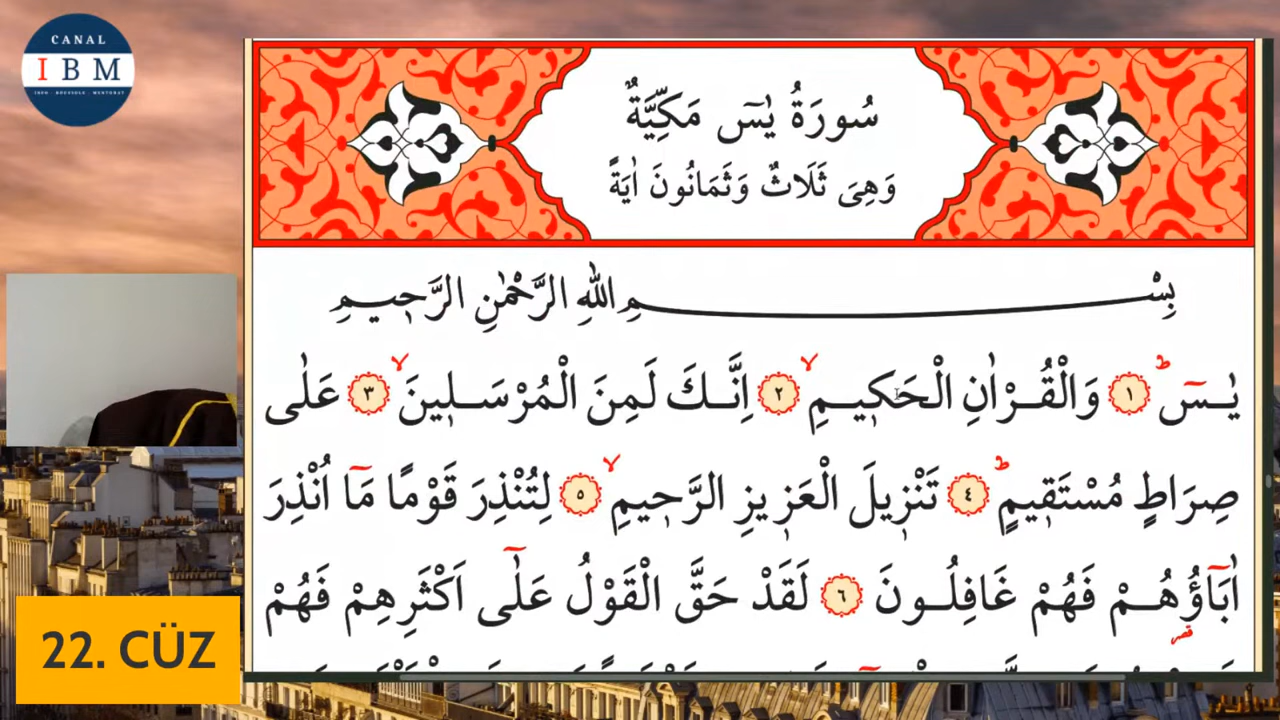 CANAL
IBM
سُورَةُ يٰسٓ مَكِّيَّةٌ
وَهِىَ ثَلَاثٌ وَثَمَانُونَ اٰيَةً
بِسْمِ اللّٰهِ الرَّحْمٰنِ الرَّحٖيمِ
يٰسٓ ۜ ﴿١﴾ وَالْقُرْاٰنِ الْحَكٖيمِ ۙ ﴿٢﴾ اِنَّكَ لَمِنَ الْمُرْسَلٖينَ ۙ ﴿٣﴾ عَلٰى
صِرَاطٍ مُسْتَقٖيمٍ ۜ ﴿٤﴾ تَنْزٖيلَ الْعَزٖيزِ الرَّحٖيمِ ۙ ﴿٥﴾ لِتُنْذِرَ قَوْمًا مَٓا اُنْذِرَ
اٰبَٓاؤُ۬هُمْ فَهُمْ غَافِلُونَ ﴿٦﴾ لَقَدْ حَقَّ الْقَوْلُ عَلٰٓى اَكْثَرِهِمْ فَهُمْ
22. CÜZ